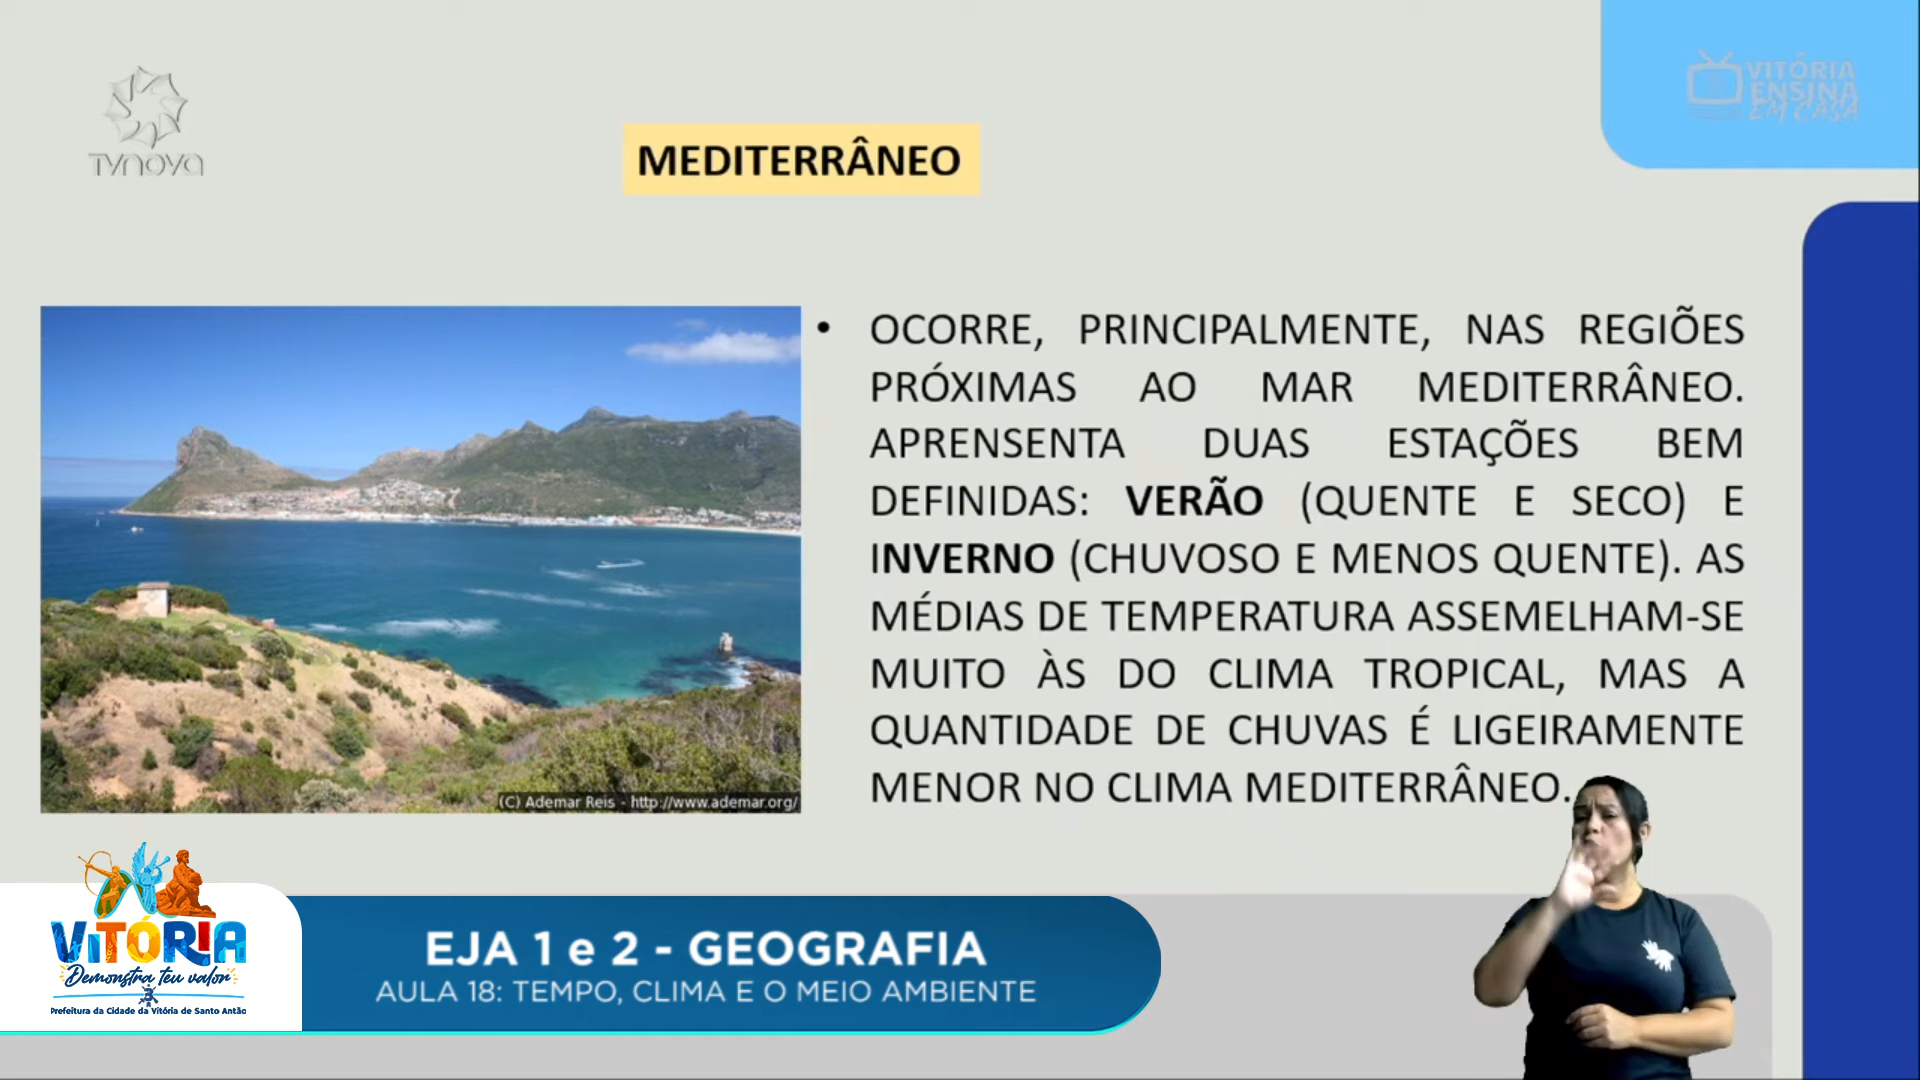 TVNOVA
VITÓRIA
ENSINA
EM CASA
MEDITERRÂNEO
• OCORRE, PRINCIPALMENTE, NAS REGIÕES
PRÓXIMAS AO MAR MEDITERRÂNEO.
APRENSENTA DUAS ESTAÇÕES BEM
DEFINIDAS: VERÃO (QUENTE E SECO) E
INVERNO (CHUVOSO E MENOS QUENTE). AS
MÉDIAS DE TEMPERATURA ASSEMELHAM-SE
MUITO ÀS DO CLIMA TROPICAL, MAS A
QUANTIDADE DE CHUVAS É LIGEIRAMENTE
MENOR NO CLIMA MEDITERRÂNEO.
(C) Ademar Reis - http://www.ademar.org/
VITÓRIA
Demonstra teu valor
Prefeitura da Cidade da Vitória de Santo Antão
EJA 1 e 2 - GEOGRAFIA
AULA 18: TEMPO, CLIMA E O MEIO AMBIENTE